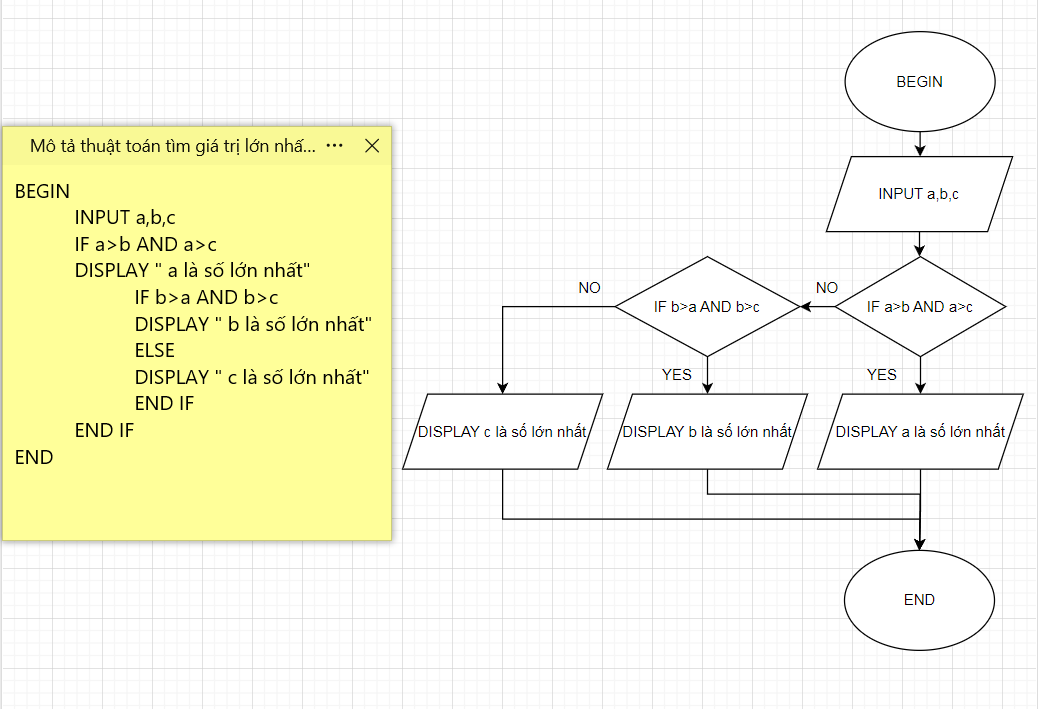 Mô tả thuật toán tìm giá trị lớn nhấ...
BEGIN
INPUT a,b,c
IF a>b AND a>c
DISPLAY " a là số lớn nhất"
IF b>a AND b>c
DISPLAY " b là số lớn nhất"
ELSE
DISPLAY " c là số lớn nhất"
END IF
END IF
END
BEGIN
INPUT a,b,c
IF a>b AND a>c
NO
YES
IF b>a AND b>c
NO
YES
DISPLAY c là số lớn nhất
DISPLAY b là số lớn nhất
DISPLAY a là số lớn nhất
END